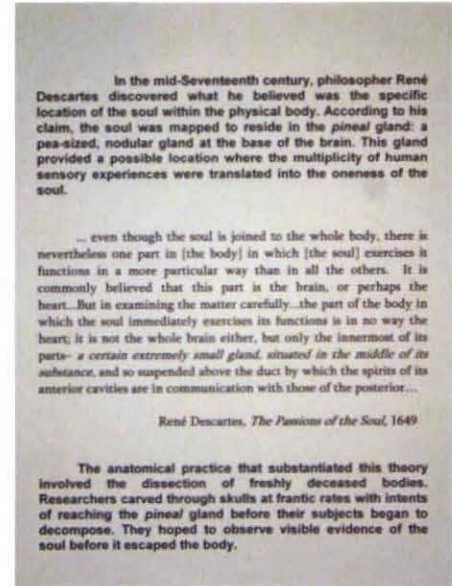 In the mid-Seventeenth century, philosopher René
Descartes discovered what he believed was the specific
location of the soul within the physical body. According to his
claim, the soul was mapped to reside in the pineal gland: a
pea-sized, nodular gland at the base of the brain. This gland
provided a possible location where the multiplicity of human
sensory experiences were translated into the oneness of the
soul.
... even though the soul is joined to the whole body, there is
nevertheless one part in [the body] in which [the soul] exercises it
functions in a more particular way than in all the others. It is
commonly believed that this part is the brain, or perhaps the
heart...But in examining the matter carefully...the part of the body in
which the soul immediately exercises its functions is in no way the
heart; it is not the whole brain either, but only the innermost of its
parts– a certain extremely small gland, situated in the middle of its
substance, and so suspended above the duct by which the spirits of its
anterior cavities are in communication with those of the posterior...
René Descartes, The Passions of the Soul, 1649
The anatomical practice that substantiated this theory
involved the dissection of freshly deceased bodies.
Researchers carved through skulls at frantic rates with intents
of reaching the pineal gland before their subjects began to
decompose. They hoped to observe visible evidence of the
soul before it escaped the body.